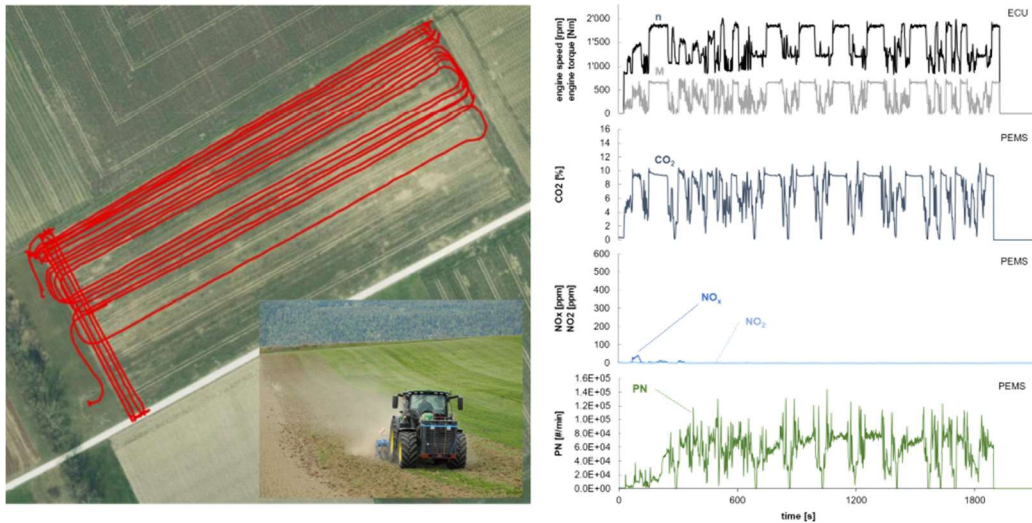 ECU
engine speed [rpm]
engine torque [Nm]
2'000
1'500
1'000
500
0
n
M
PEMS
CO2 [%]
16
14
12
10
8
6
4
2
0
CO₂
PEMS
NOx [ppm]
NO2 [ppm]
600
500
400
300
200
100
0
NOₓ
NO₂
PEMS
PN [#/min]
1.6E+05
1.4E+05
1.2E+05
1.0E+05
8.0E+04
6.0E+04
4.0E+04
2.0E+04
0.0E+00
PN
0 600 1200 1800
time [s]